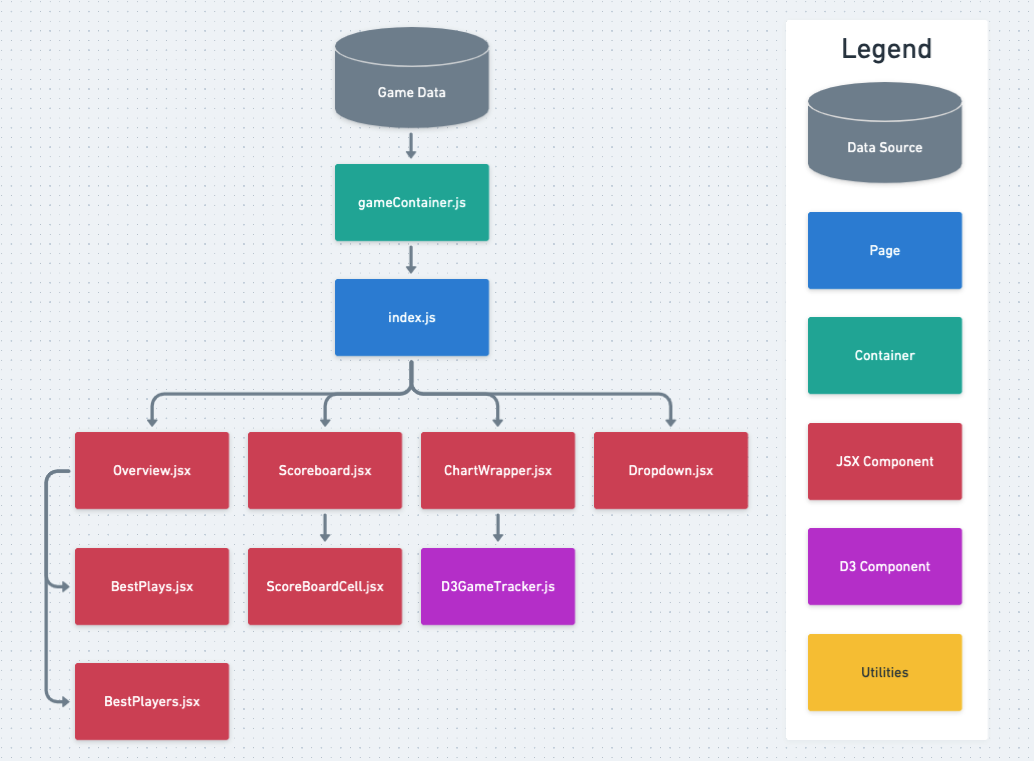 Game Data
gameContainer.js
index.js
Overview.jsx
Scoreboard.jsx
ChartWrapper.jsx
Dropdown.jsx
BestPlays.jsx
ScoreBoardCell.jsx
D3GameTracker.js
BestPlayers.jsx
Legend
Data Source
Page
Container
JSX Component
D3 Component
Utilities